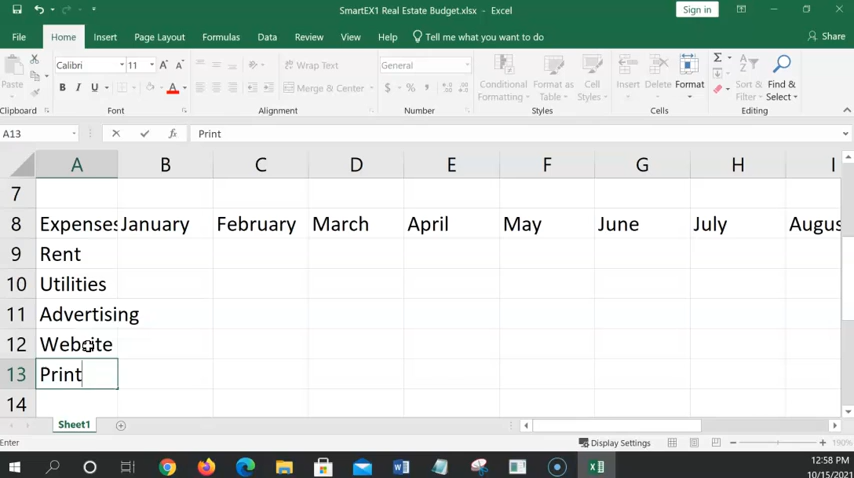 SmartEX1 Real Estate Budget.xlsx - Excel
Sign in
File Home Insert Page Layout Formulas Data Review View Help Tell me what you want to do Share
Paste
Calibri 11 A A
B I U A
Wrap Text
Merge & Center
General
$ % 9
Conditional Formatting
Format as Table
Cell Styles
Insert Delete Format
Sort & Filter
Find & Select
Clipboard Font Alignment Number Styles Cells Editing
A13 fx Print
A B C D E F G H I
7
8 Expenses January February March April May June July Augus
9 Rent
10 Utilities
11 Advertising
12 Website
13 Print
14
Sheet1
Enter Display Settings 190%
12:58 PM
10/15/2021